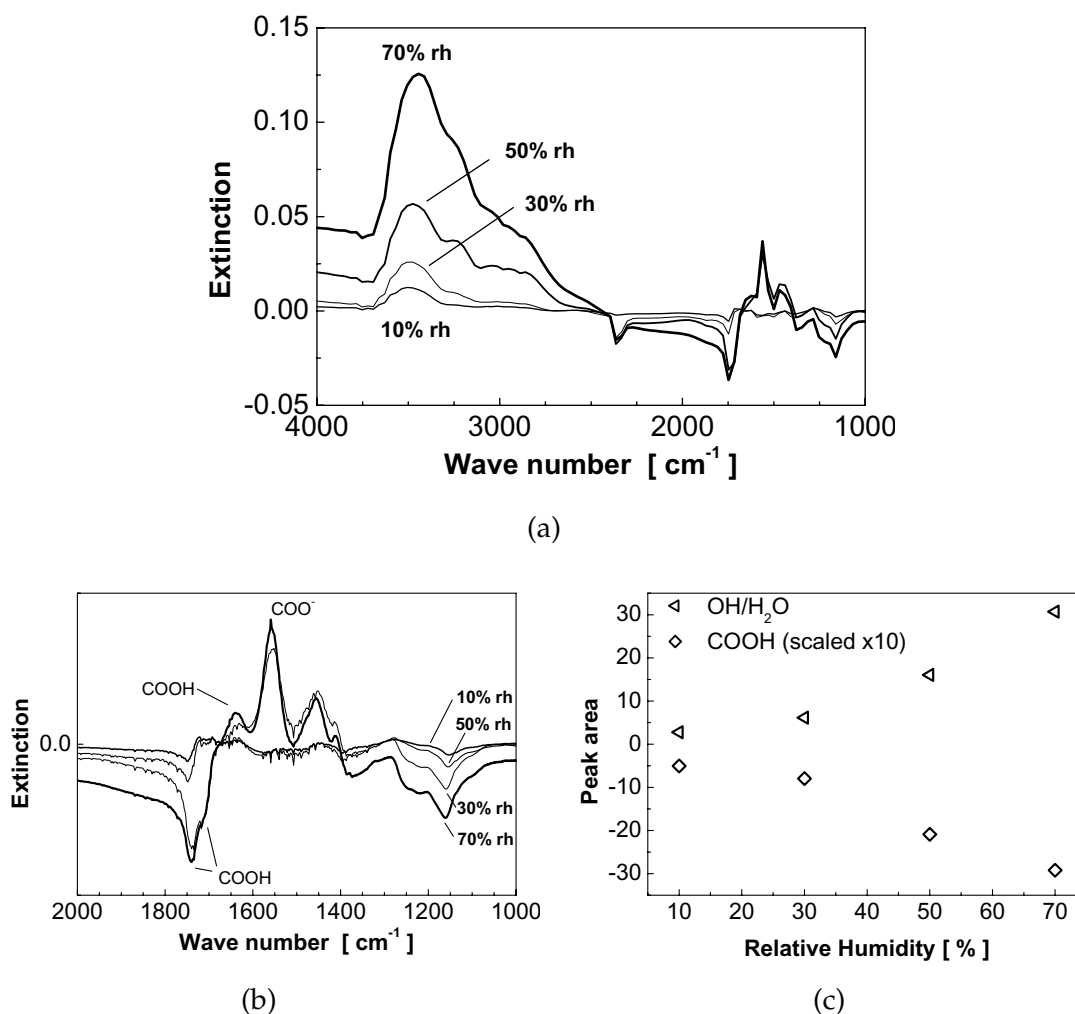 0.15
70% rh
0.10
50% rh
30% rh
Extinction
0.05
0.00
10% rh
-0.05
4000 3000 2000 1000
Wave number [ cm⁻¹ ]
(a)
COO⁻
COOH
10% rh
50% rh
0.0
Extinction
30% rh
70% rh
COOH
2000 1800 1600 1400 1200 1000
Wave number [ cm⁻¹ ]
(b)
30 OH/H₂O
COOH (scaled x10)
20
10
0
Peak area
-10
-20
-30
10 20 30 40 50 60 70
Relative Humidity [ % ]
(c)